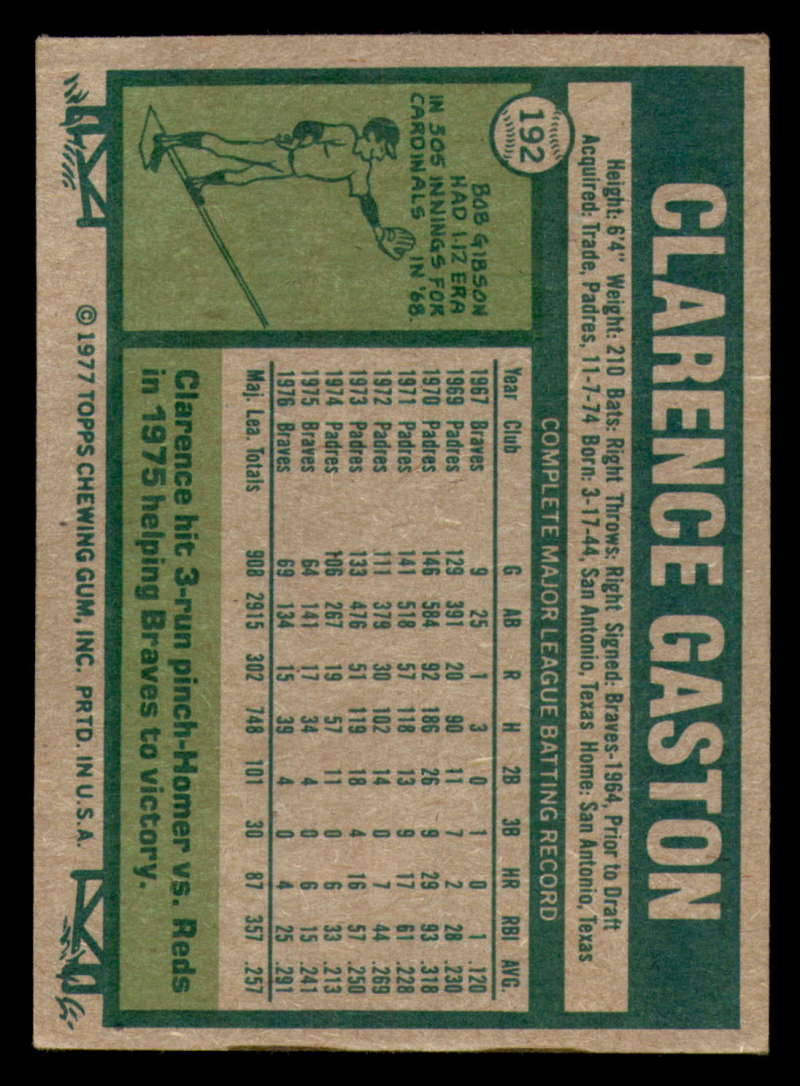 192
CLARENCE GASTON
Height: 6'4" Weight: 210 Bats: Right Throws: Right Signed: Braves-1964, Prior to Draft
Acquired: Trade, Padres, 11-7-74 Born: 3-17-44, San Antonio, Texas Home: San Antonio, Texas
BOB GIBSON
HAD 1.12 ERA
IN 305 INNINGS FOR
CARDINALS IN '68.
COMPLETE MAJOR LEAGUE BATTING RECORD
Year Club G AB R H 2B 3B HR RBI AVG.
1967 Braves 9 25 1 3 0 1 0 1 .120
1969 Padres 129 391 20 90 11 7 2 28 .230
1970 Padres 146 584 92 186 26 9 29 93 .318
1971 Padres 141 518 57 118 13 9 17 61 .228
1972 Padres 111 379 30 102 14 0 7 44 .269
1973 Padres 133 476 51 119 18 4 16 57 .250
1974 Padres 106 267 19 57 11 0 6 33 .213
1975 Braves 64 141 17 34 4 0 6 15 .241
1976 Braves 69 134 15 39 4 0 4 25 .291
Maj. Lea. Totals 908 2915 302 748 101 30 87 357 .257
Clarence hit 3-run pinch-Homer vs. Reds
in 1975 helping Braves to victory.
© 1977 TOPPS CHEWING GUM, INC. PRTD. IN U.S.A.